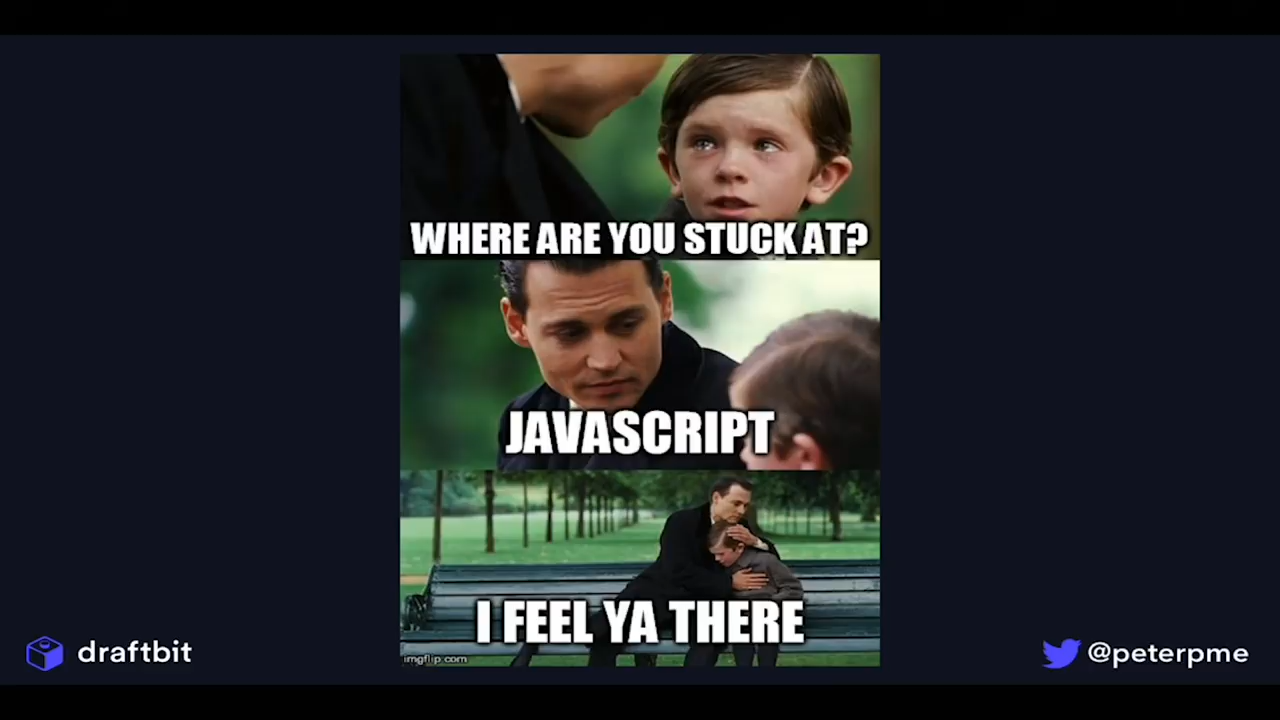 WHERE ARE YOU STUCK AT?
JAVASCRIPT
I FEEL YA THERE
imgflip.com
draftbit
@peterpme